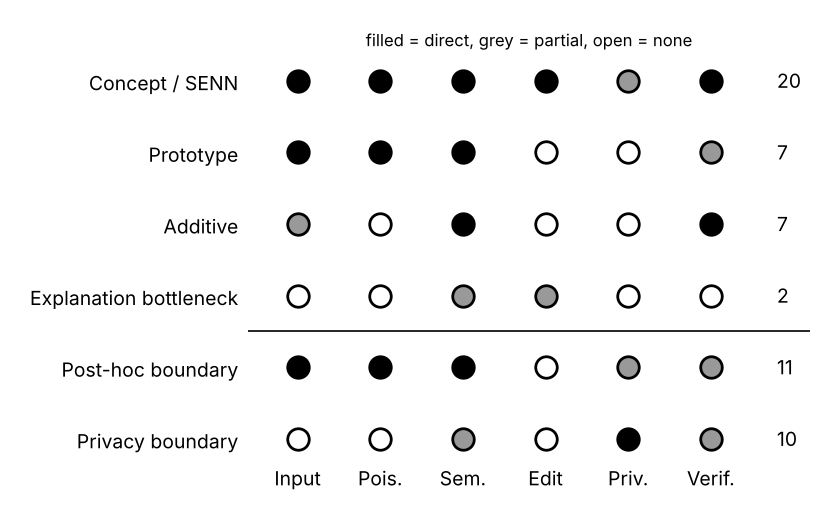 filled = direct, grey = partial, open = none
Concept / SENN 20
Prototype 7
Additive 7
Explanation bottleneck 2
Post-hoc boundary 11
Privacy boundary 10
Input Pois. Sem. Edit Priv. Verif.